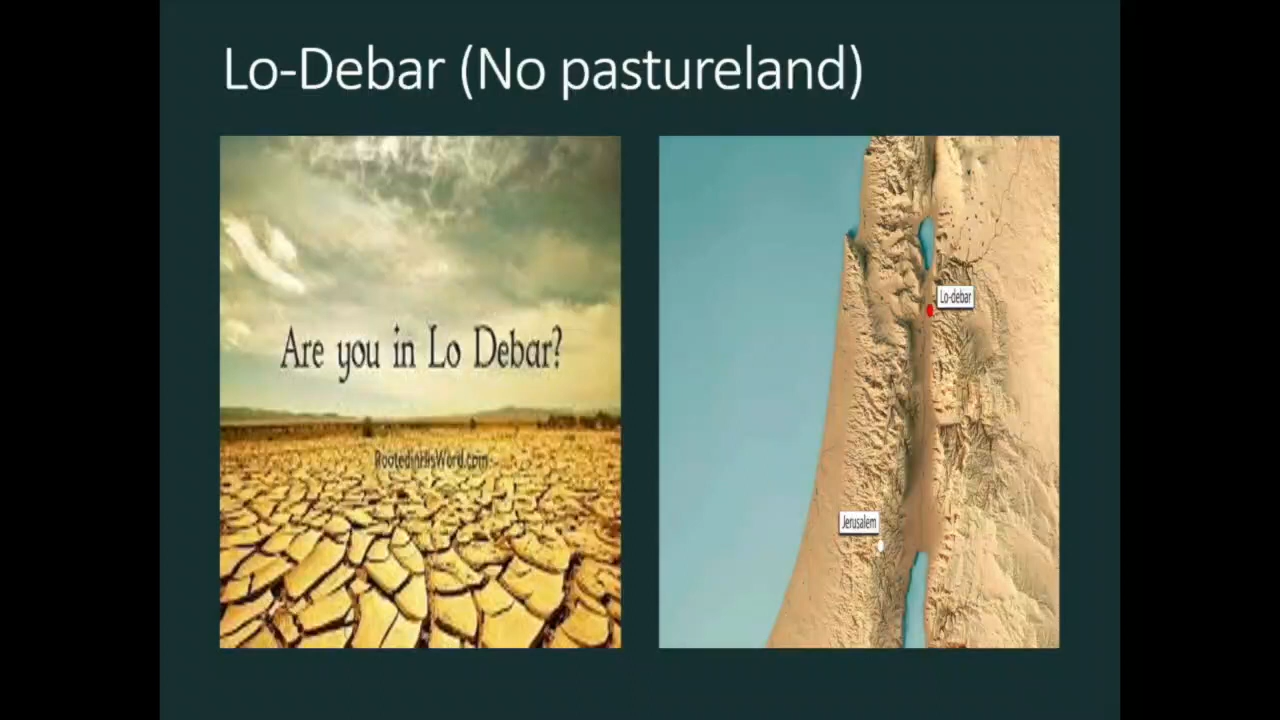 Lo-Debar (No pastureland)
Are you in Lo Debar?
RootedinHisWord.com
Lo-debar
Jerusalem